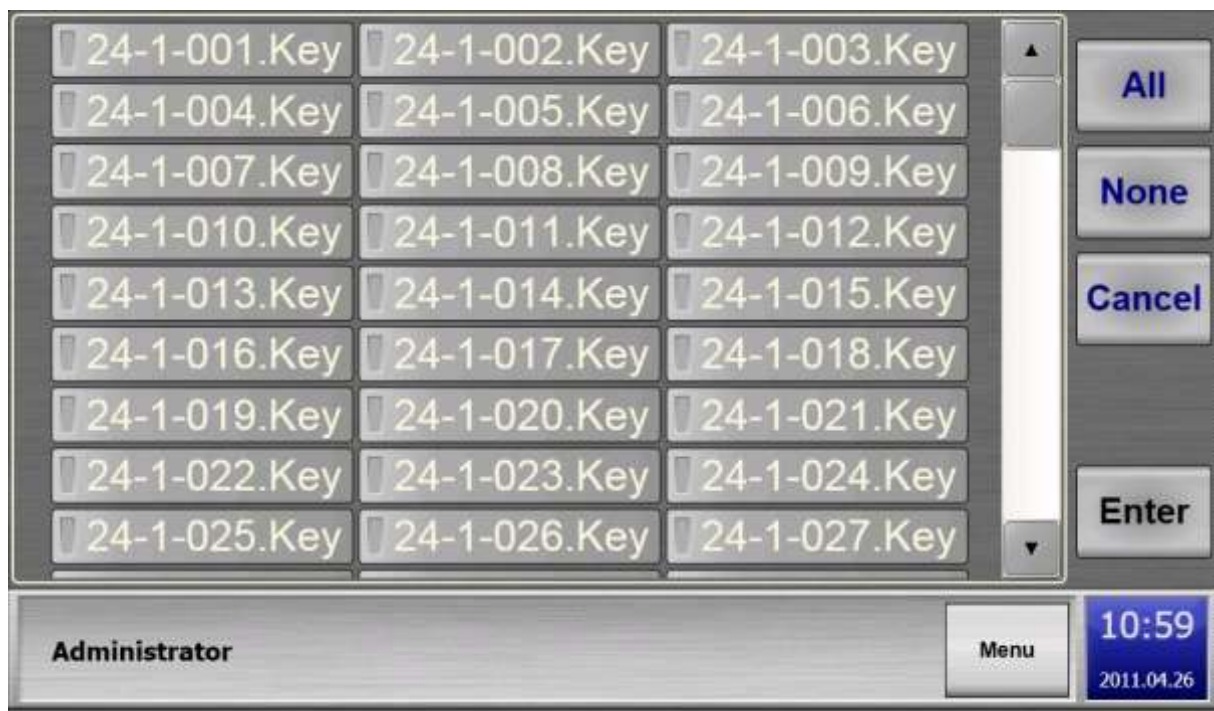 24-1-001.Key 24-1-002.Key 24-1-003.Key
24-1-004.Key 24-1-005.Key 24-1-006.Key
24-1-007.Key 24-1-008.Key 24-1-009.Key
24-1-010.Key 24-1-011.Key 24-1-012.Key
24-1-013.Key 24-1-014.Key 24-1-015.Key
24-1-016.Key 24-1-017.Key 24-1-018.Key
24-1-019.Key 24-1-020.Key 24-1-021.Key
24-1-022.Key 24-1-023.Key 24-1-024.Key
24-1-025.Key 24-1-026.Key 24-1-027.Key
All
None
Cancel
Enter
Administrator
Menu
10:59
2011.04.26